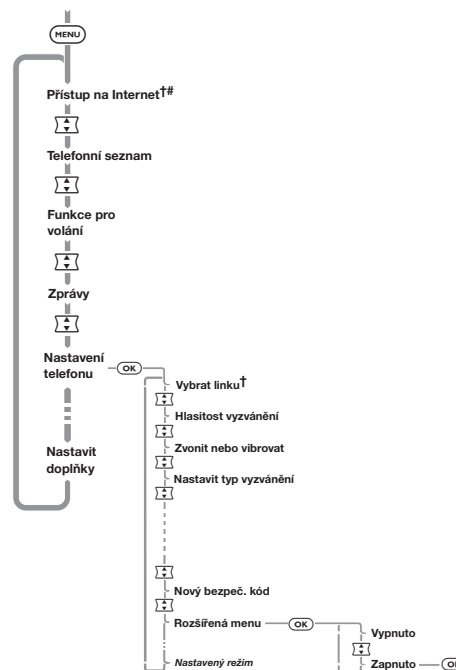 MENU
Přístup na Internet†#
Telefonní seznam
Funkce pro
volání
Zprávy
Nastavení
telefonu
OK
Vybrat linku†
Hlasitost vyzvánění
Zvonit nebo vibrovat
Nastavit typ vyzvánění
Nastavit
doplňky
Nový bezpeč. kód
Rozšířená menu
OK
Vypnuto
Nastavený režim
Zapnuto